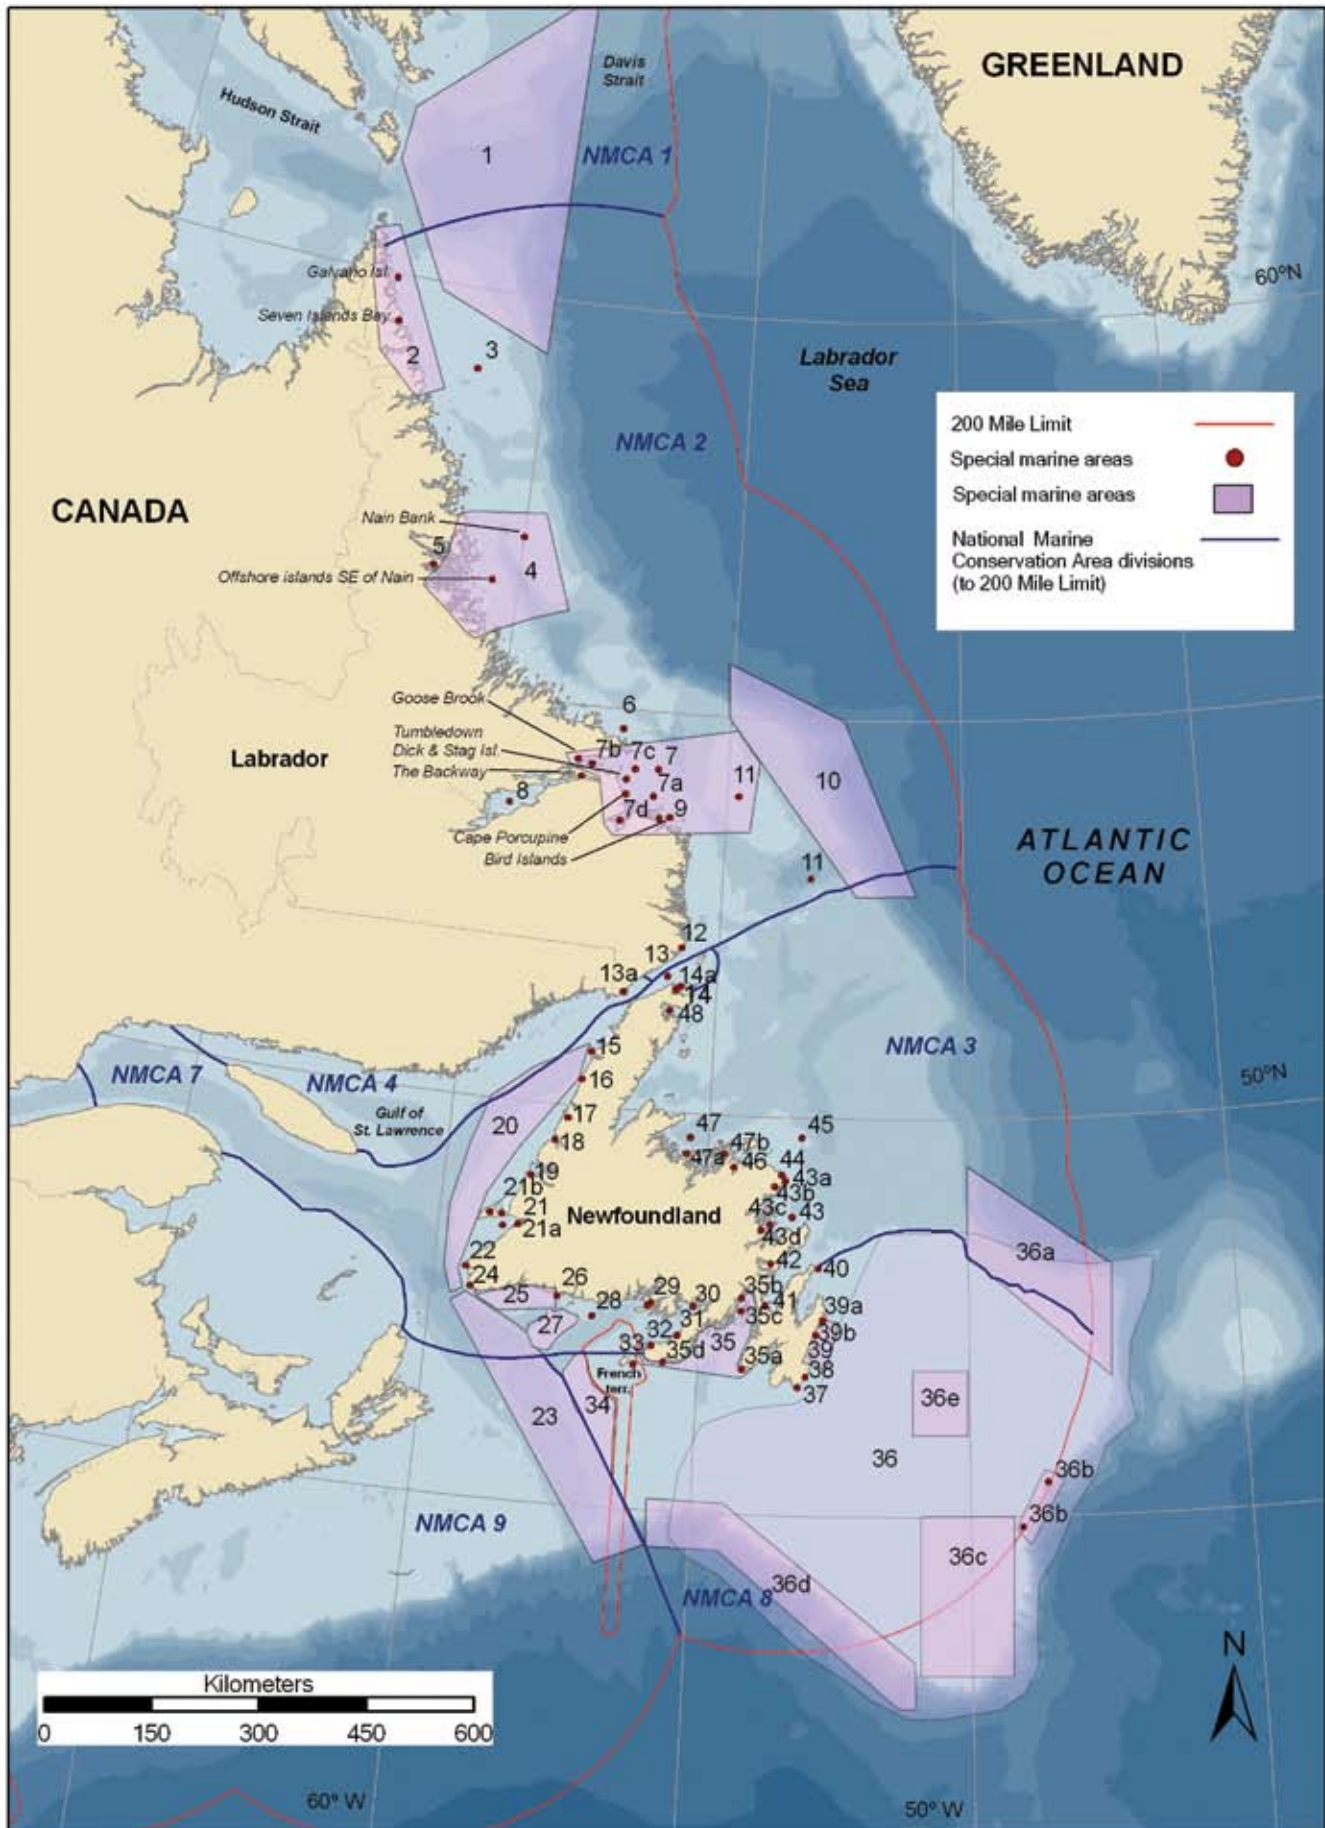 GREENLAND
Davis
Strait
Hudson Strait
1
NMCA 1
Galvano Isl.
60ºN
Seven Islands Bay
2
3
Labrador
Sea
200 Mile Limit
Special marine areas
Special marine areas
National Marine
Conservation Area divisions
(to 200 Mile Limit)
NMCA 2
CANADA
Nain Bank
5
4
Offshore islands SE of Nain
Goose Brook
6
Tumbledown
Dick & Stag Isl.
The Backway
Labrador
7b
7c
7
7a
11
10
8
7d
9
Cape Porcupine
Bird Islands
ATLANTIC
OCEAN
11
12
13
13a
14a
14
48
NMCA 3
15
16
NMCA 7
NMCA 4
50ºN
Gulf of
St. Lawrence
20
17
18
47
47b
45
47a
46
44
43a
19
21b
43b
21
Newfoundland
43c
43
21a
43d
36a
22
42
40
24
25
26
29
30
35b
41
28
35c
39a
27
31
39b
32
35
39
33
35d
35a
38
French
terr.
37
34
36e
23
36
36b
36b
NMCA 9
36c
36d
NMCA 8
N
Kilometers
0 150 300 450 600
60º W
50º W